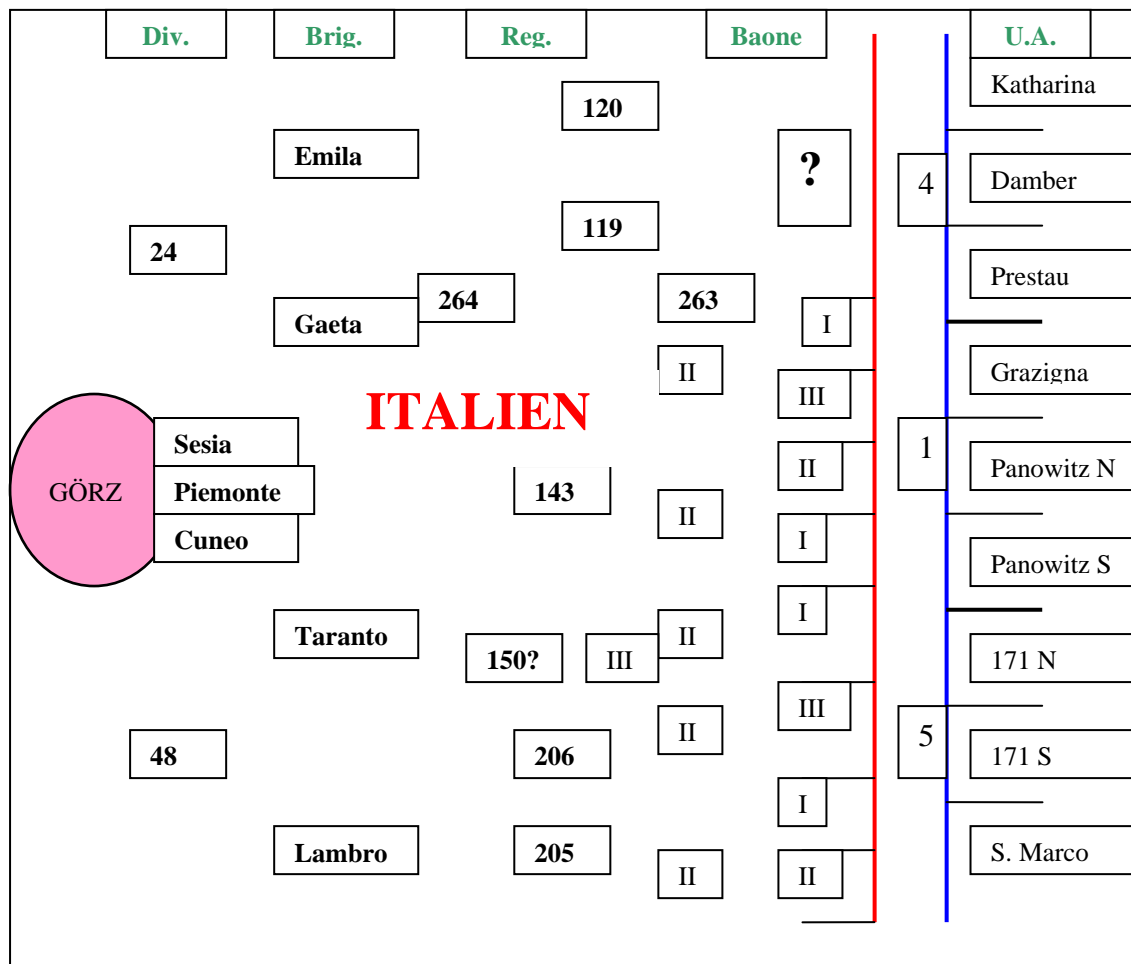 Div. Brig. Reg. Baone U.A.
Katharina
120
Emila ? 4 Damber
119
24
264 263 Prestau
Gaeta I
II Grazigna
III
ITALIEN
Sesia 1
GÖRZ Piemonte 143 II Panowitz N
II
Cuneo I Panowitz S
I
Taranto II
150? III 171 N
III
II
48 206 5 171 S
I
Lambro 205 S. Marco
II II